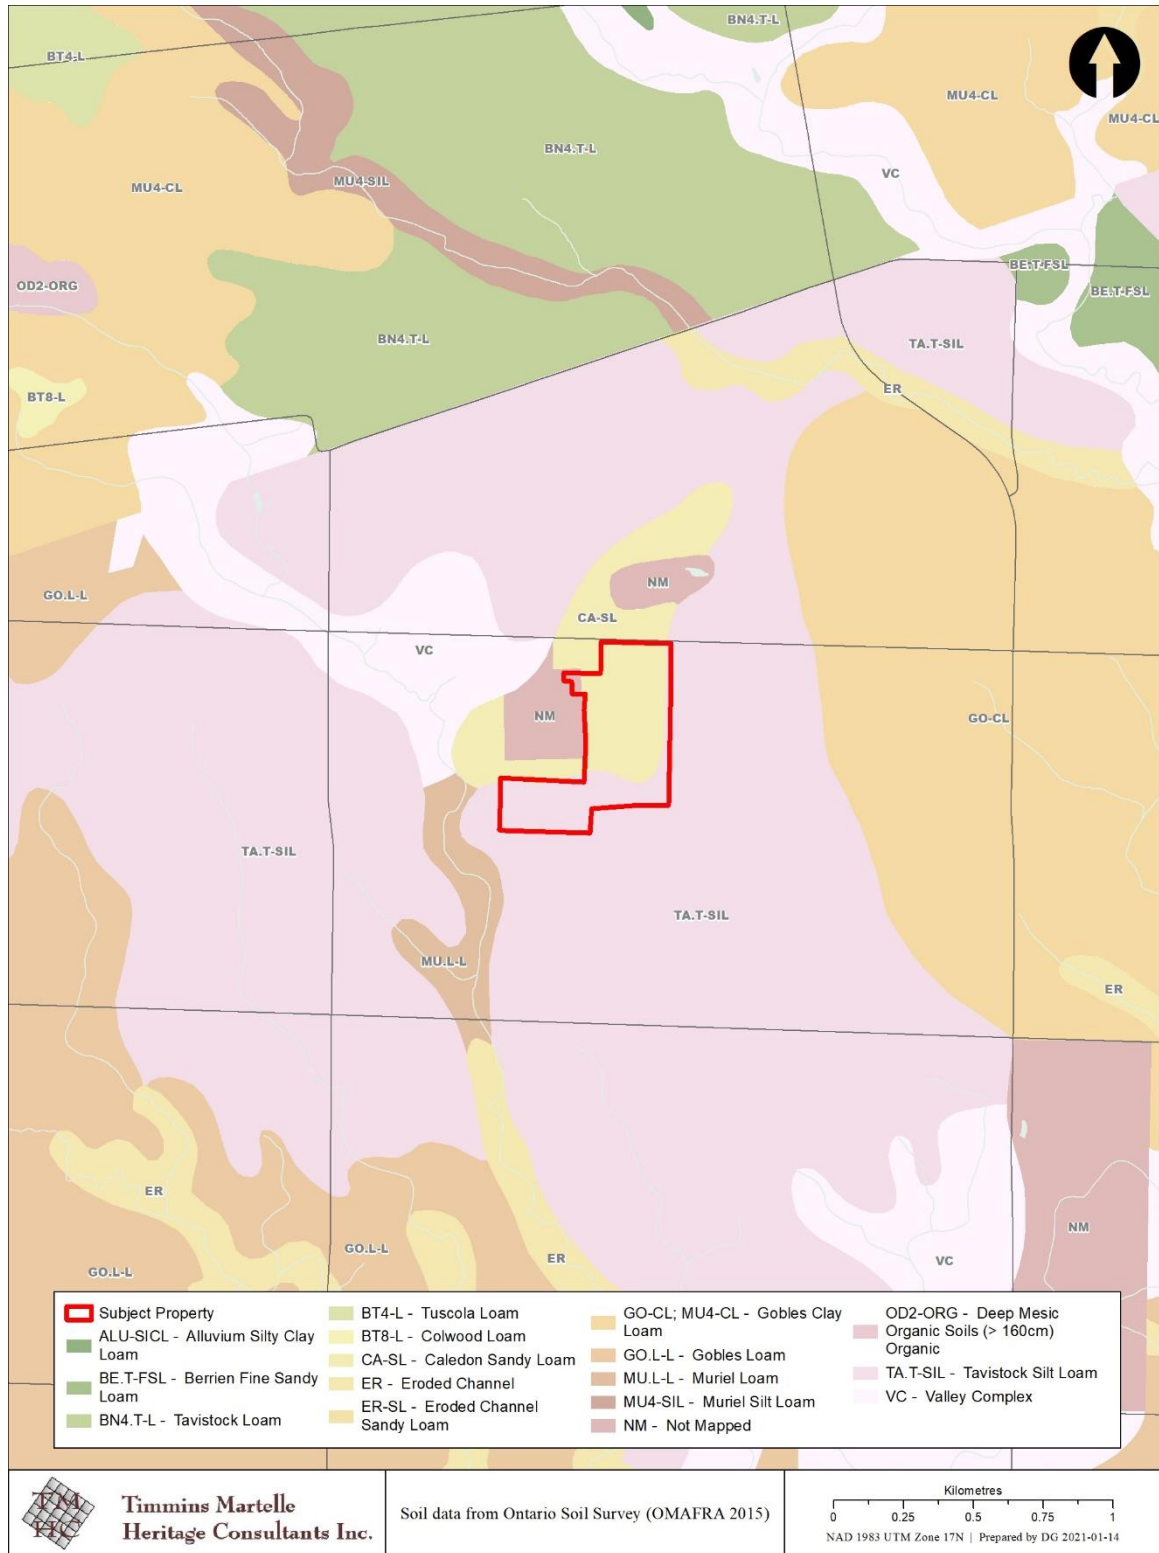 BN4.T-L
BT4-L
MU4-CL
MU4-CL
BN4.T-L
VC
MU4-SIL
MU4-CL
BE.T-FSL
OD2-ORG
BE.T-FSL
BN4.T-L
TA.T-SIL
ER
BT8-L
NM
GO.L-L
CA-SL
VC
NM
GO-CL
TA.T-SIL
TA.T-SIL
MU.L-L
ER
ER
NM
GO.L-L
ER
VC
GO.L-L
Subject Property
ALU-SICL - Alluvium Silty Clay
Loam
BE.T-FSL - Berrien Fine Sandy
Loam
BN4.T-L - Tavistock Loam
BT4-L - Tuscola Loam
BT8-L - Colwood Loam
CA-SL - Caledon Sandy Loam
ER - Eroded Channel
ER-SL - Eroded Channel
Sandy Loam
GO-CL; MU4-CL - Gobles Clay
Loam
GO.L-L - Gobles Loam
MU.L-L - Muriel Loam
MU4-SIL - Muriel Silt Loam
NM - Not Mapped
OD2-ORG - Deep Mesic
Organic Soils (> 160cm)
Organic
TA.T-SIL - Tavistock Silt Loam
VC - Valley Complex
TM
HC
Timmins Martelle
Heritage Consultants Inc.
Soil data from Ontario Soil Survey (OMAFRA 2015)
Kilometres
0 0.25 0.5 0.75 1
NAD 1983 UTM Zone 17N | Prepared by DG 2021-01-14